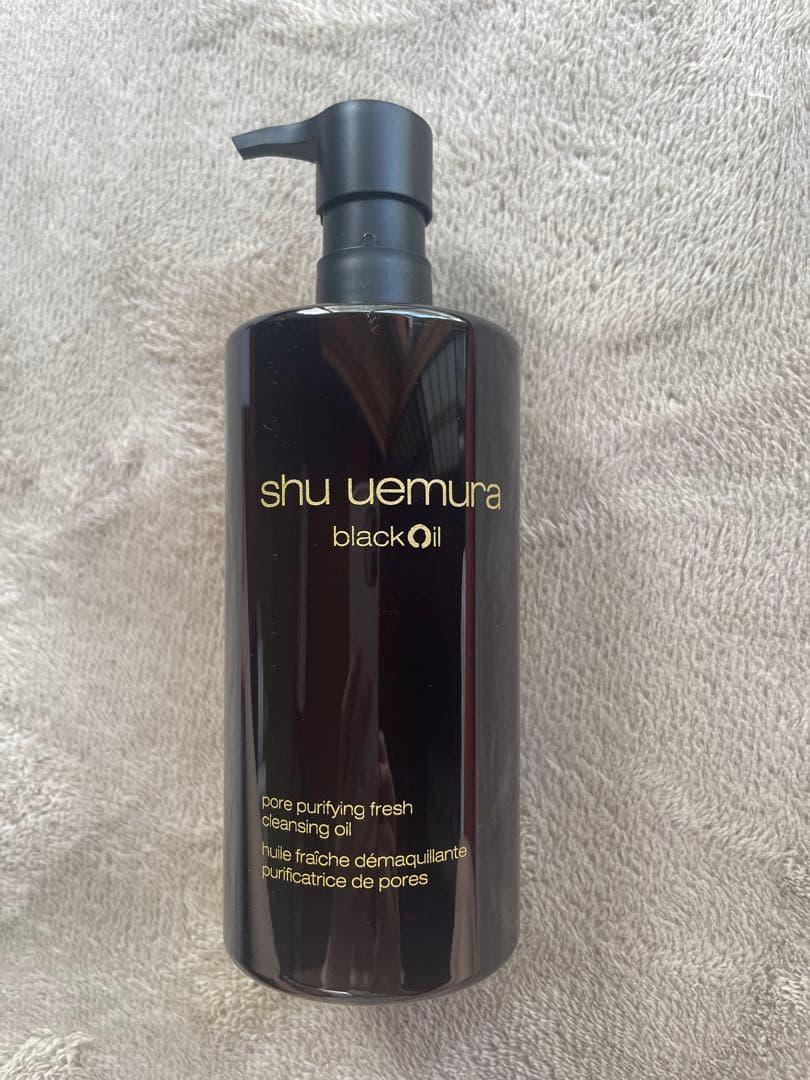 shu uemura
blackOil
pore purifying fresh
cleansing oil
huile fraîche démaquillante
purificatrice de pores